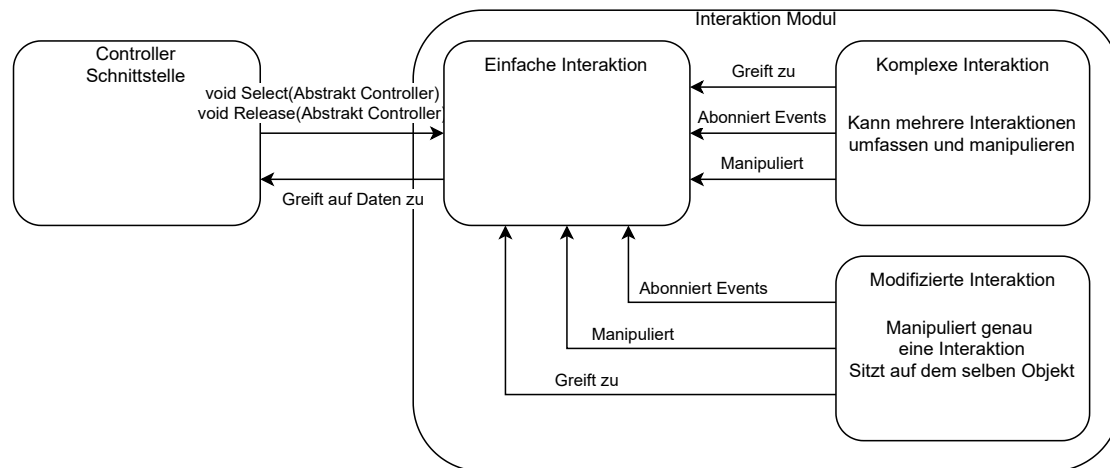 Interaktion Modul
Controller
Schnittstelle
void Select(Abstrakt Controller)
void Release(Abstrakt Controller)
Greift auf Daten zu
Einfache Interaktion
Greift zu
Abonniert Events
Manipuliert
Komplexe Interaktion
Kann mehrere Interaktionen
umfassen und manipulieren
Abonniert Events
Manipuliert
Greift zu
Modifizierte Interaktion
Manipuliert genau
eine Interaktion
Sitzt auf dem selben Objekt